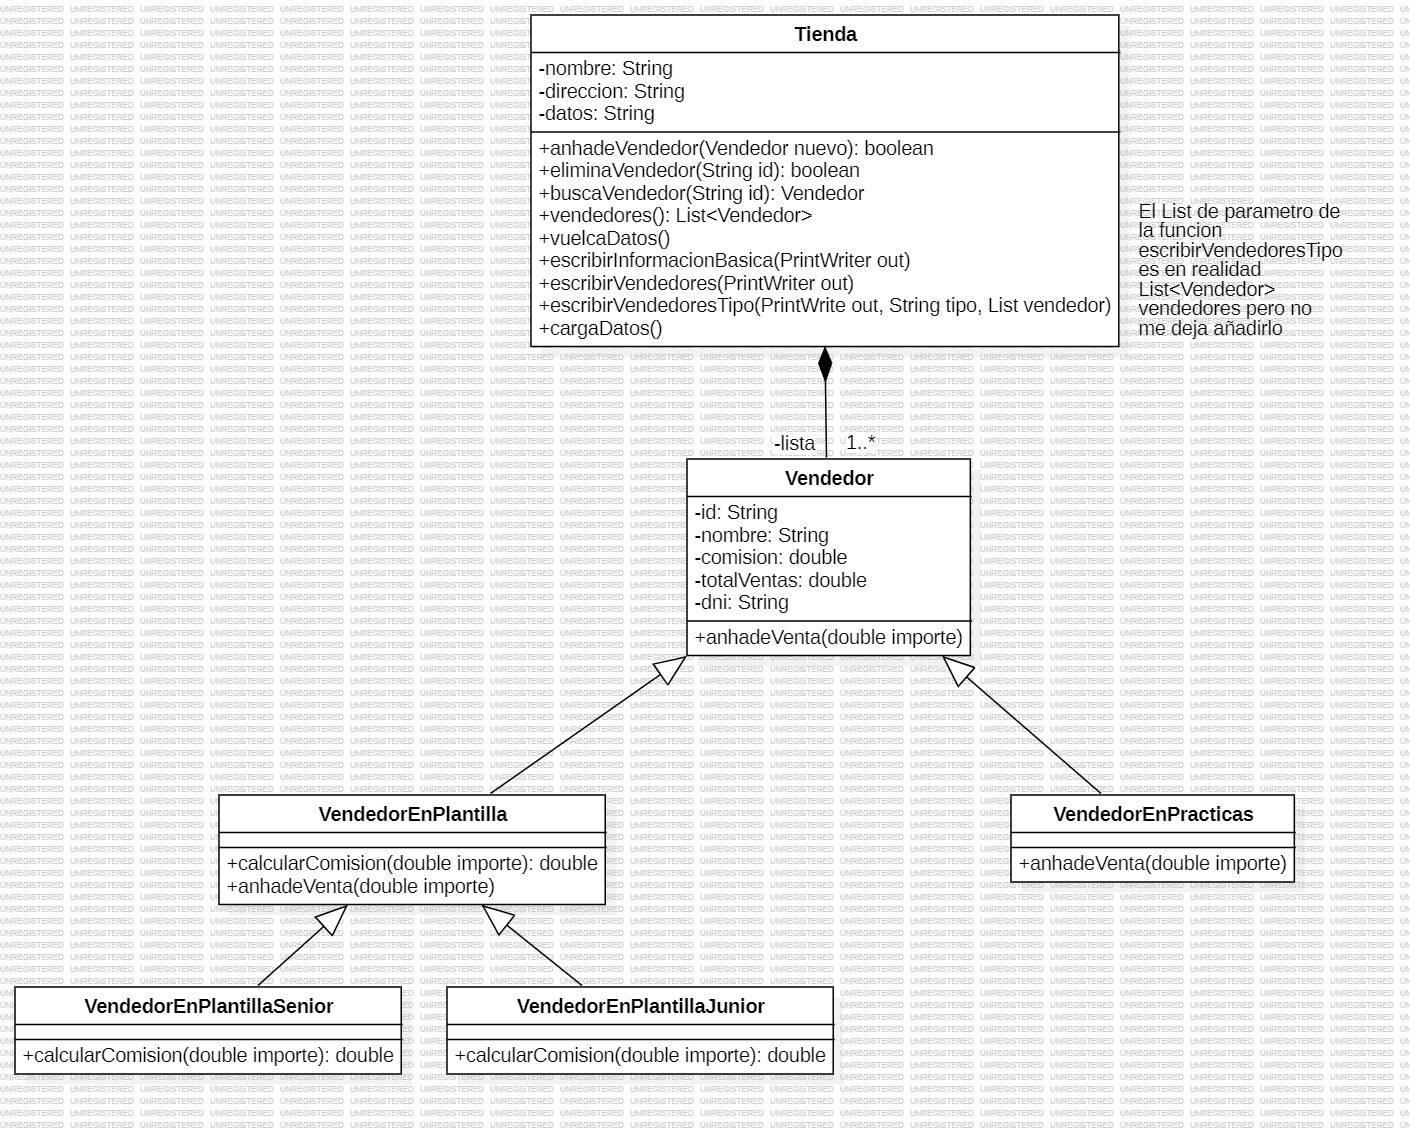 Tienda
-nombre: String
-direccion: String
-datos: String
+anhadeVendedor(Vendedor nuevo): boolean
+eliminaVendedor(String id): boolean
+buscaVendedor(String id): Vendedor
+vendedores(): List<Vendedor>
+vuelcaDatos()
+escribirInformacionBasica(PrintWriter out)
+escribirVendedores(PrintWriter out)
+escribirVendedoresTipo(PrintWrite out, String tipo, List vendedor)
+cargaDatos()
El List de parametro de
la funcion
escribirVendedoresTipo
es en realidad
List<Vendedor>
vendedores pero no
me deja añadirlo
-lista 1..*
Vendedor
-id: String
-nombre: String
-comision: double
-totalVentas: double
-dni: String
+anhadeVenta(double importe)
VendedorEnPlantilla
+calcularComision(double importe): double
+anhadeVenta(double importe)
VendedorEnPracticas
+anhadeVenta(double importe)
VendedorEnPlantillaSenior
+calcularComision(double importe): double
VendedorEnPlantillaJunior
+calcularComision(double importe): double
UNREGISTERED